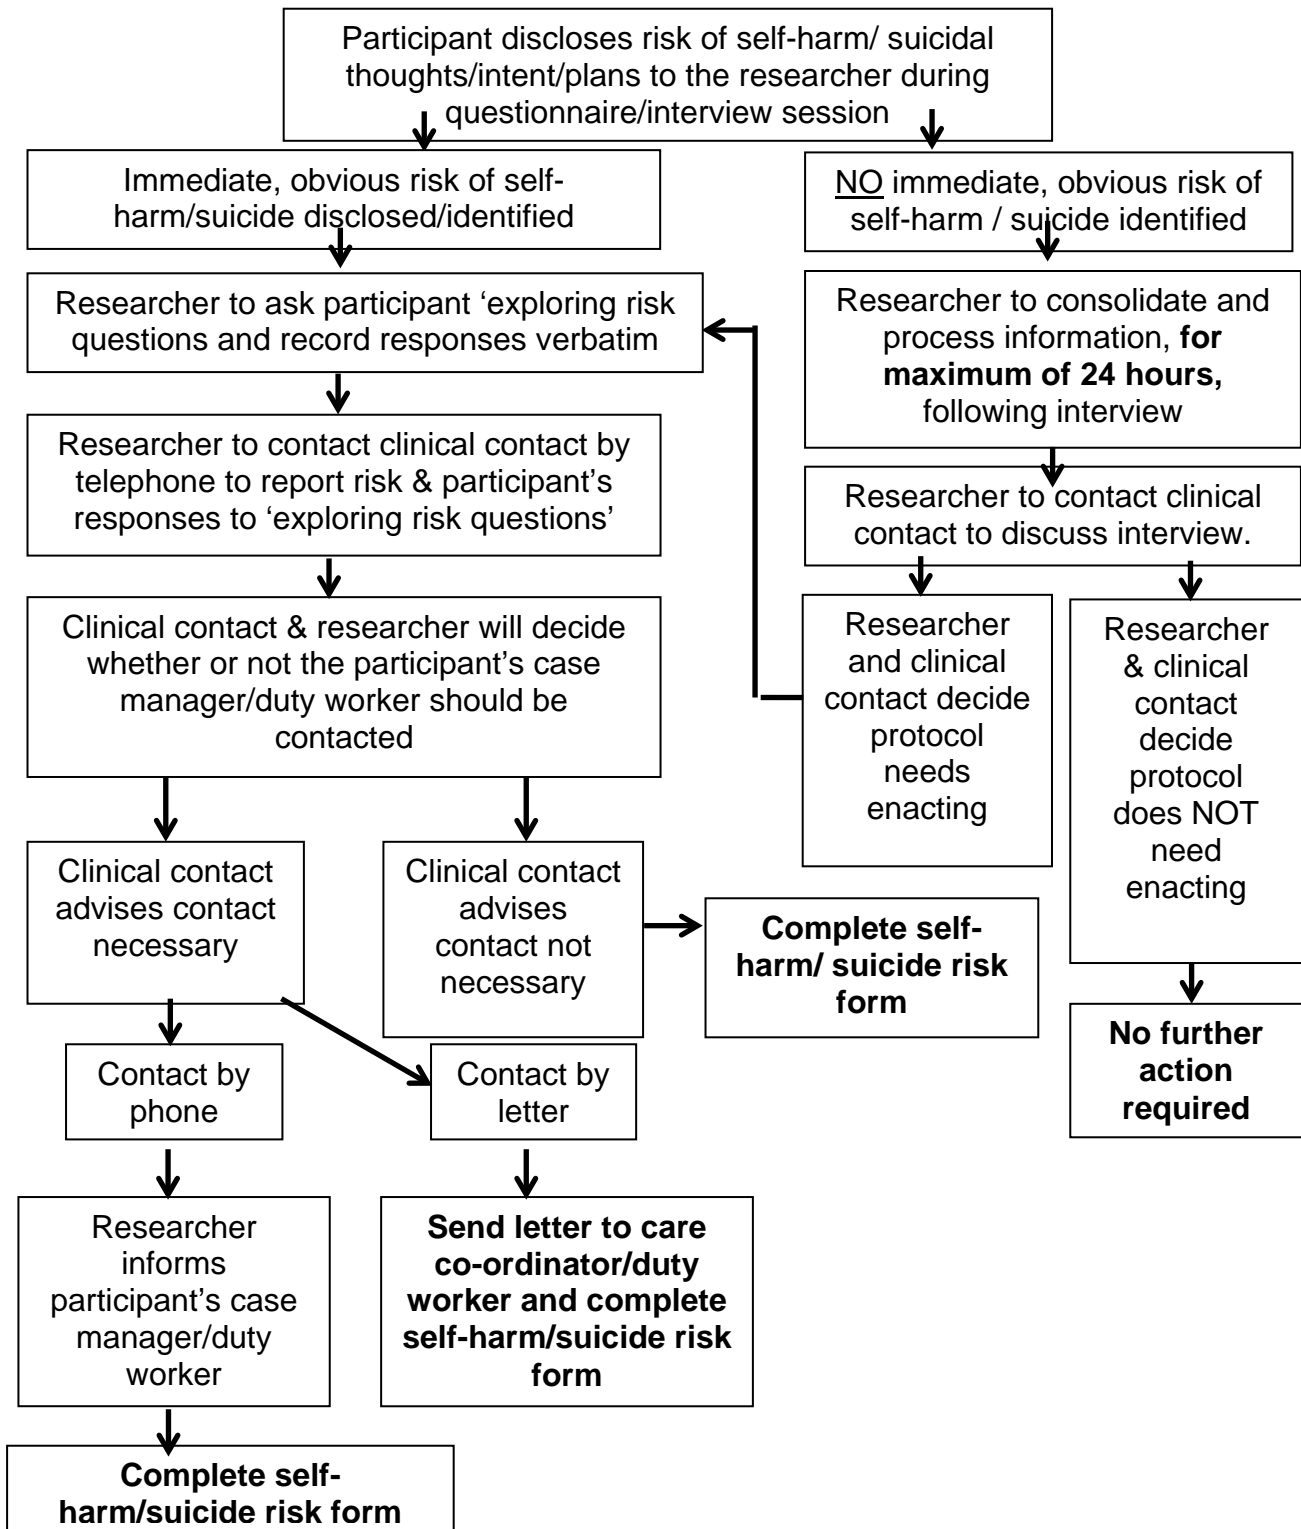 Participant discloses risk of self-harm/ suicidal
thoughts/intent/plans to the researcher during
questionnaire/interview session
Immediate, obvious risk of self-
harm/suicide disclosed/identified
NO immediate, obvious risk of
self-harm / suicide identified
Researcher to ask participant ‘exploring risk
questions and record responses verbatim
Researcher to consolidate and
process information, for
maximum of 24 hours,
following interview
Researcher to contact clinical contact by
telephone to report risk & participant’s
responses to ‘exploring risk questions’
Researcher to contact clinical
contact to discuss interview.
Clinical contact & researcher will decide
whether or not the participant’s case
manager/duty worker should be
contacted
Researcher
and clinical
contact decide
protocol
needs
enacting
Researcher
& clinical
contact
decide
protocol
does NOT
need
enacting
Clinical contact
advises contact
necessary
Clinical contact
advises
contact not
necessary
Complete self-
harm/ suicide risk
form
No further
action
required
Contact by
phone
Contact by
letter
Researcher
informs
participant’s case
manager/duty
worker
Send letter to care
co-ordinator/duty
worker and complete
self-harm/suicide risk
form
Complete self-
harm/suicide risk form